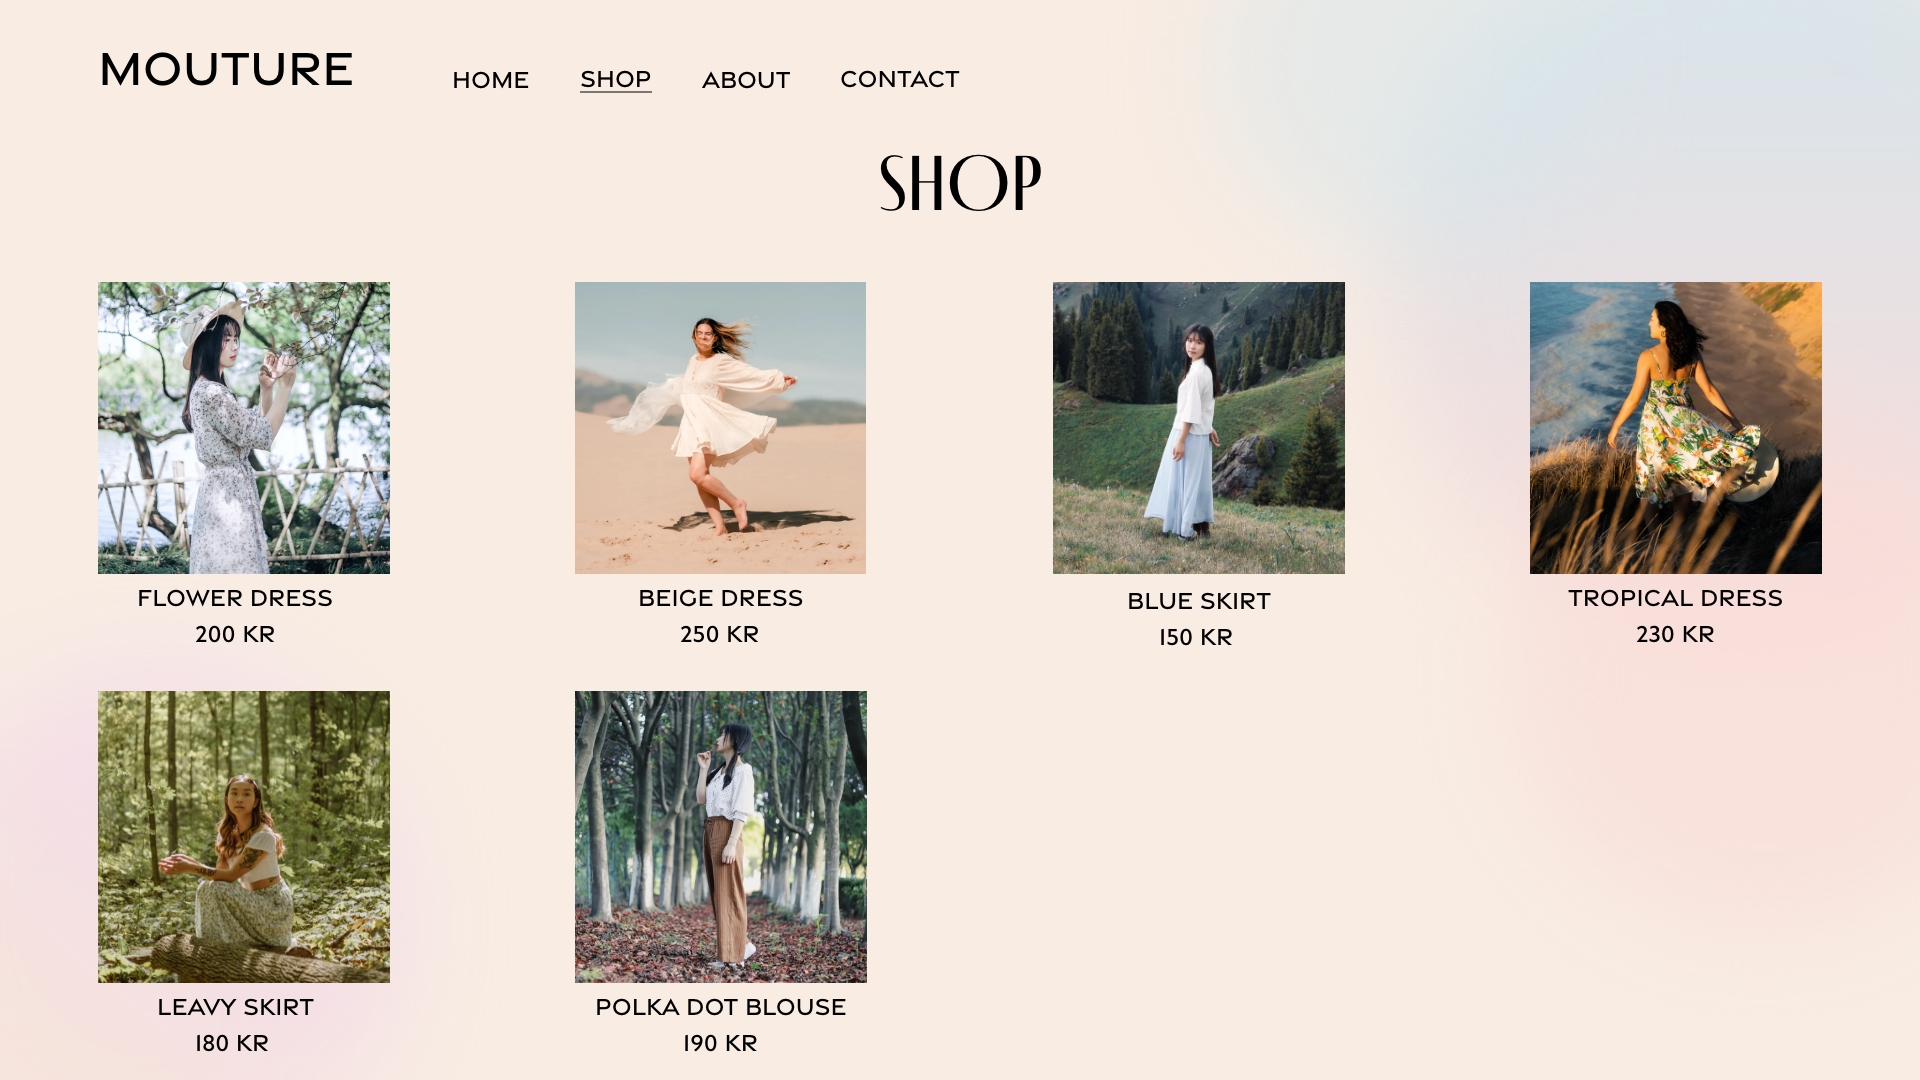 MOUTURE
HOME
SHOP
ABOUT
CONTACT
SHOP
FLOWER DRESS
200 KR
BEIGE DRESS
250 KR
BLUE SKIRT
150 KR
TROPICAL DRESS
230 KR
LEAVY SKIRT
180 KR
POLKA DOT BLOUSE
190 KR